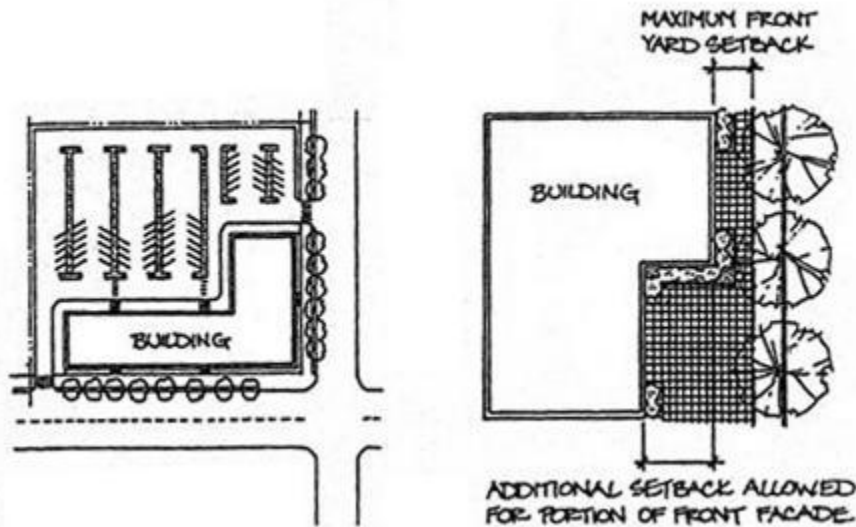 MAXIMUM FRONT
YARD SETBACK
BUILDING
BUILDING
ADDITIONAL SETBACK ALLOWED
FOR PORTION OF FRONT FACADE